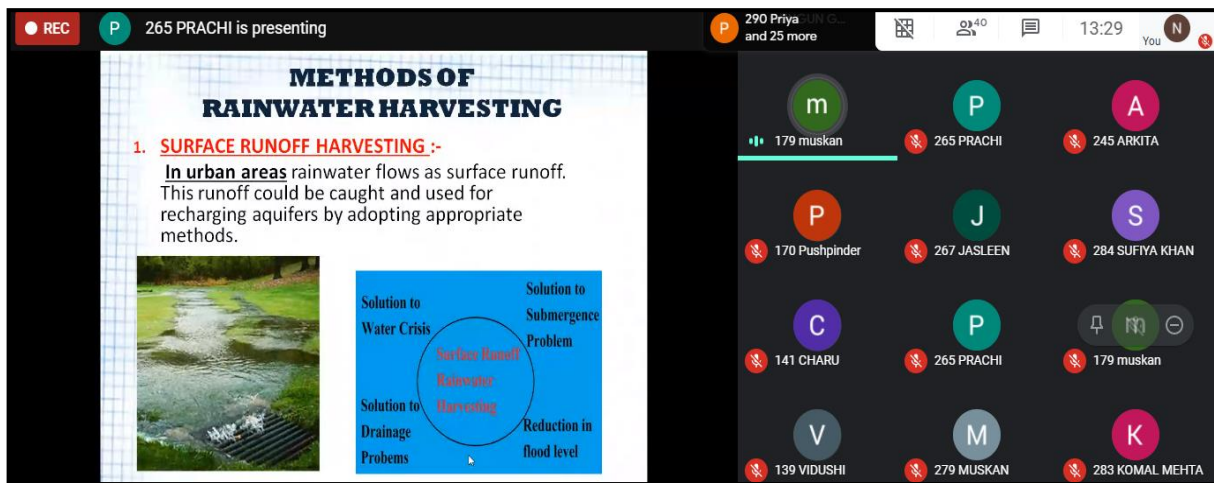 REC
P
265 PRACHI is presenting
P
290 Priya
and 25 more
40
13:29
You
N
METHODS OF
RAINWATER HARVESTING
1. SURFACE RUNOFF HARVESTING :-
In urban areas rainwater flows as surface runoff.
This runoff could be caught and used for
recharging aquifers by adopting appropriate
methods.
Solution to
Water Crisis
Solution to
Submergence
Problem
Surface Runoff
Rainwater
Harvesting
Solution to
Drainage
Probems
Reduction in
flood level
m
179 muskan
P
265 PRACHI
A
245 ARKITA
P
170 Pushpinder
J
267 JASLEEN
S
284 SUFIYA KHAN
C
141 CHARU
P
265 PRACHI
m
179 muskan
V
139 VIDUSHI
M
279 MUSKAN
K
283 KOMAL MEHTA